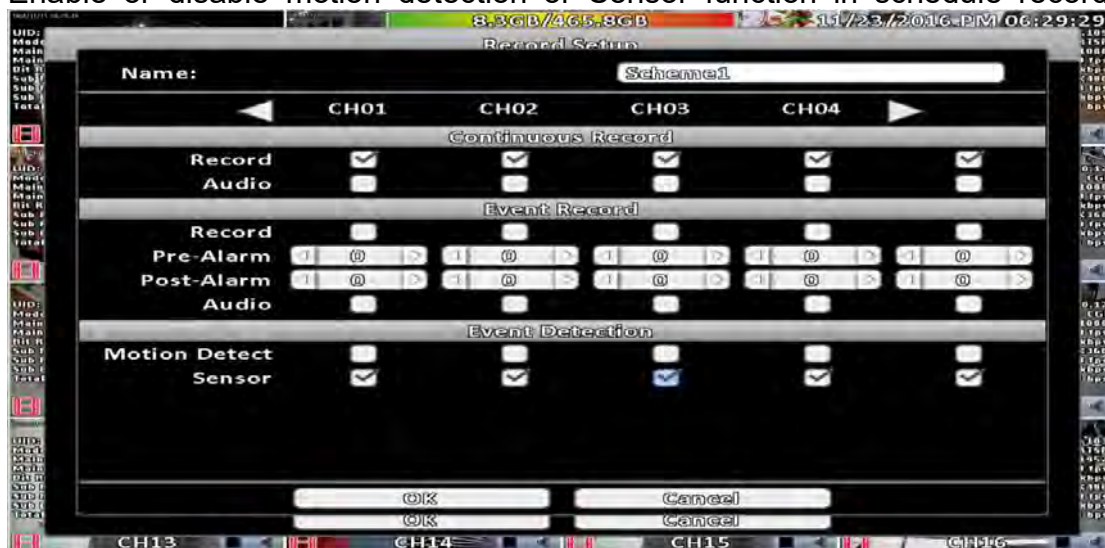 Enable or disable motion detection or Sensor function in schedule record
8.3GB/465.8GB 11/23/2016-PM 06:29:29
UID:
Record Setup
Name: Scheme1
CH01 CH02 CH03 CH04
Continuous Record
Record
Audio
Event Record
Record
Pre-Alarm 0 0 0 0 0
Post-Alarm 0 0 0 0 0
Audio
Event Detection
Motion Detect
Sensor
OK Cancel
OK Cancel
CH13 CH14 CH15 CH16